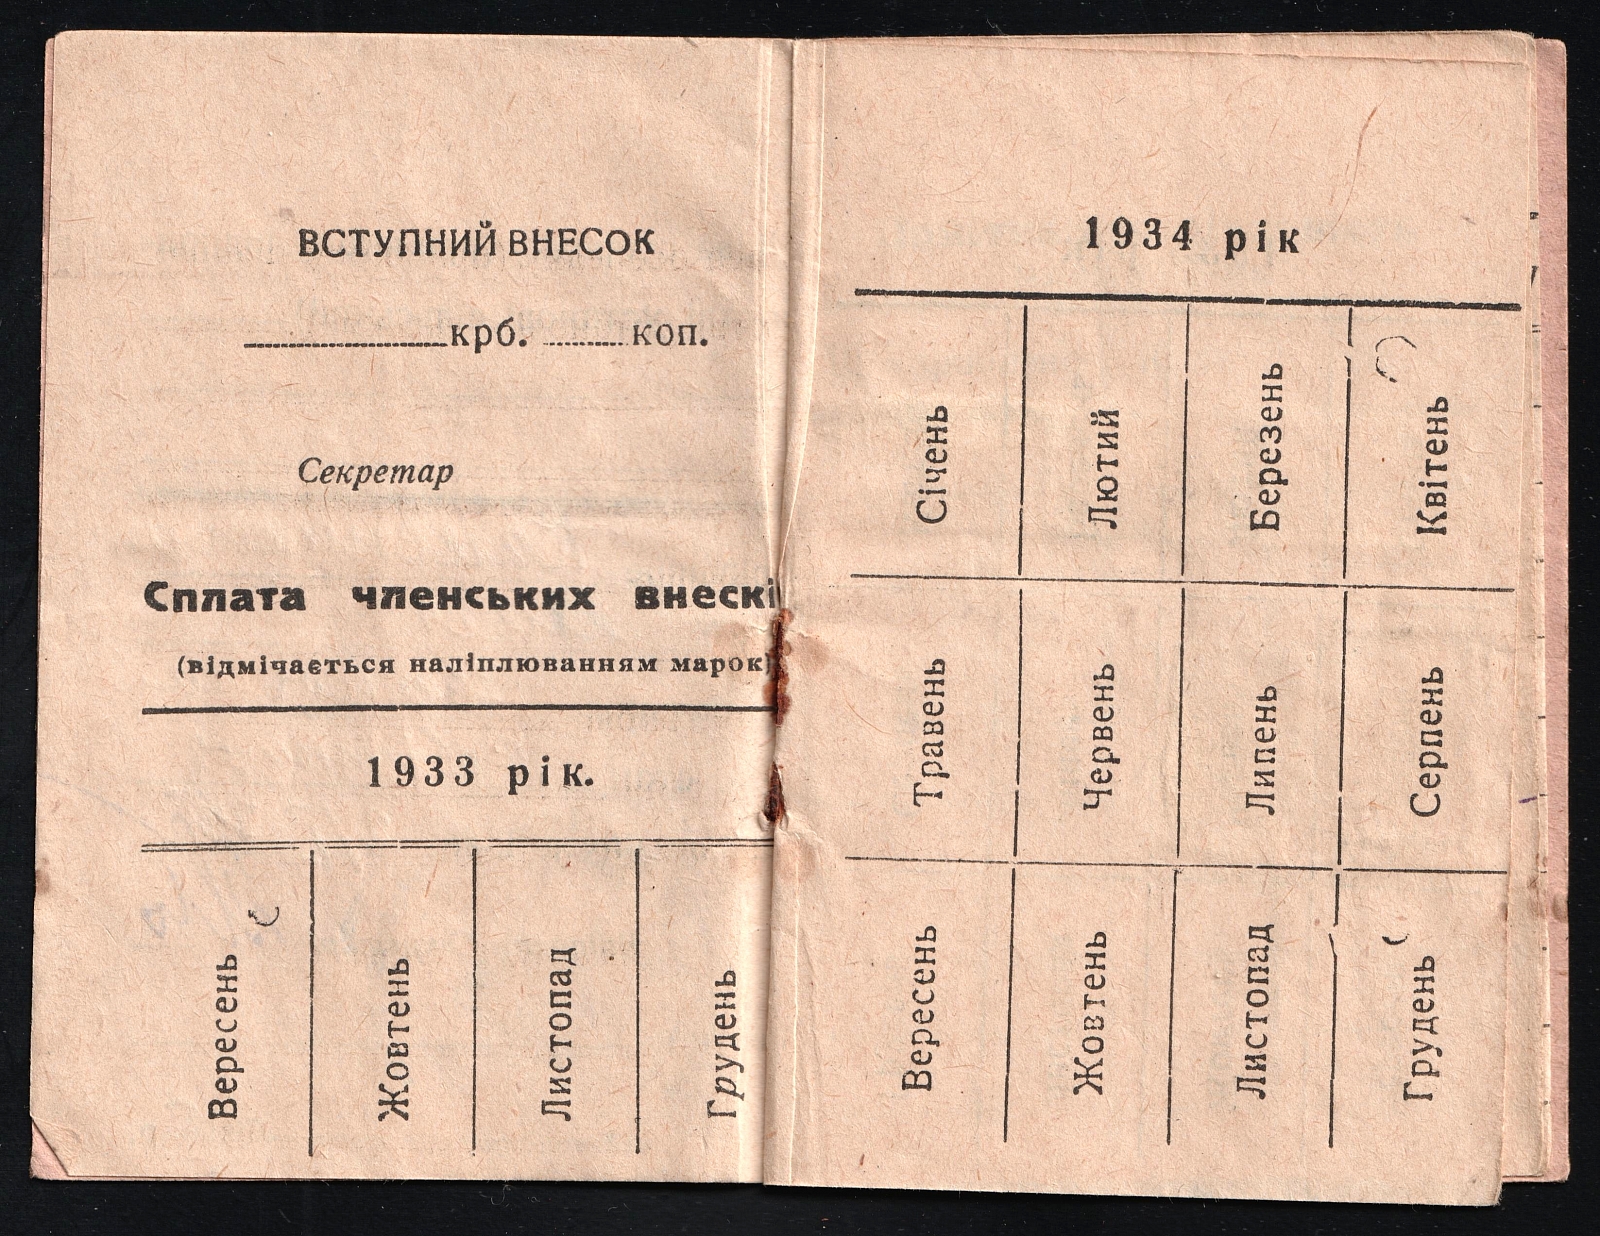 ВСТУПНИЙ ВНЕСОК
крб. коп.
Секретар
Сплата членських внескі
(відмічається наліплюванням марок)
1933 рік.
Вересень
Жовтень
Листопад
Грудень
1934 рік
Січень
Лютий
Березень
Квітень
Травень
Червень
Липень
Серпень
Вересень
Жовтень
Листопад
Грудень